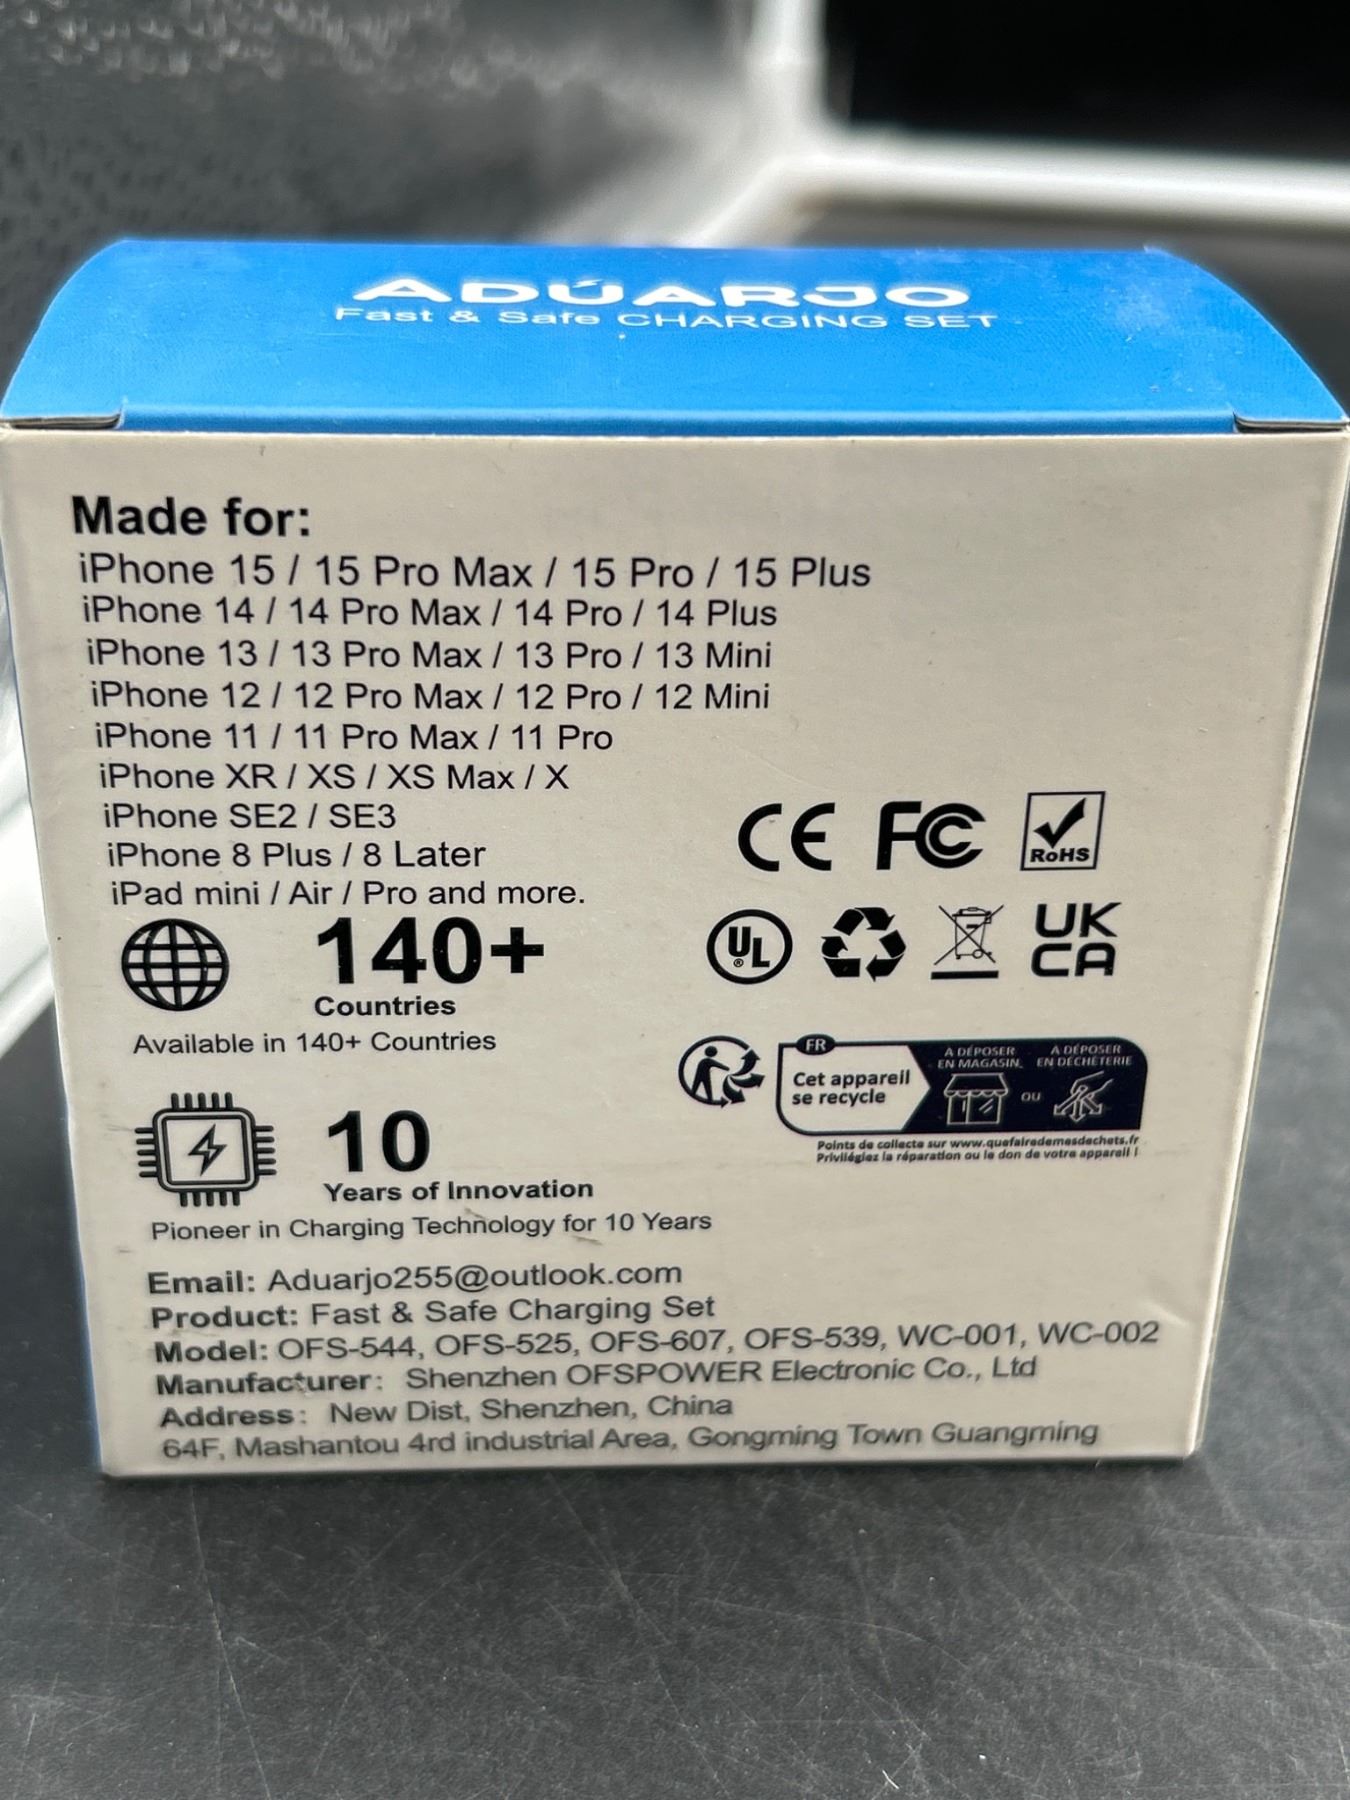 ADÚARJO
Fast & Safe CHARGING SET
Made for:
iPhone 15 / 15 Pro Max / 15 Pro / 15 Plus
iPhone 14 / 14 Pro Max / 14 Pro / 14 Plus
iPhone 13 / 13 Pro Max / 13 Pro / 13 Mini
iPhone 12 / 12 Pro Max / 12 Pro / 12 Mini
iPhone 11 / 11 Pro Max / 11 Pro
iPhone XR / XS / XS Max / X
iPhone SE2 / SE3
iPhone 8 Plus / 8 Later
iPad mini / Air / Pro and more.
CE FC RoHS
UL UK
CA
140+
Countries
Available in 140+ Countries
FR
Cet appareil
se recycle
A DÉPOSER
EN MAGASIN
OU
A DÉPOSER
EN DÉCHÈTERIE
Points de collecte sur www.quefairedemesdechets.fr
Privilégiez la réparation ou le don de votre appareil !
10
Years of Innovation
Pioneer in Charging Technology for 10 Years
Email: Aduarjo255@outlook.com
Product: Fast & Safe Charging Set
Model: OFS-544, OFS-525, OFS-607, OFS-539, WC-001, WC-002
Manufacturer: Shenzhen OFSPOWER Electronic Co., Ltd
Address: New Dist, Shenzhen, China
64F, Mashantou 4rd industrial Area, Gongming Town Guangming